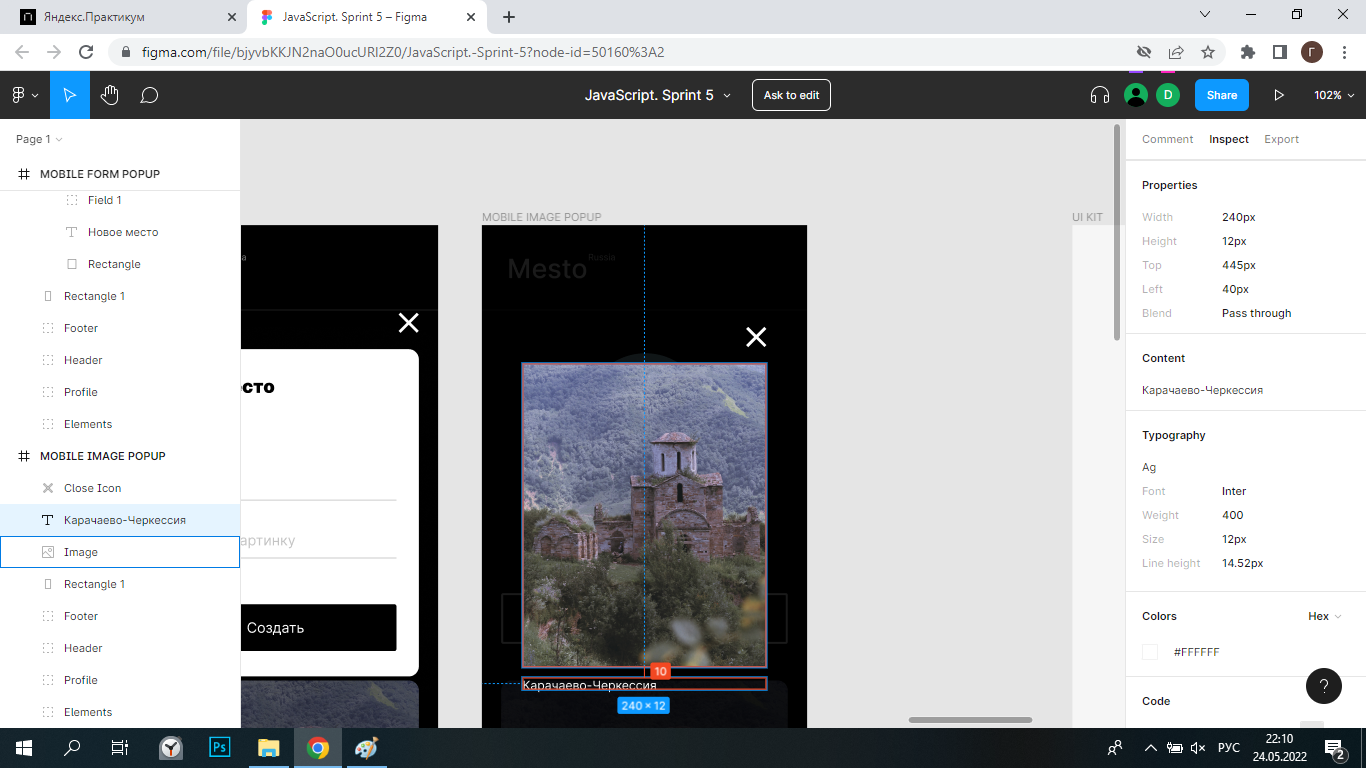 Яндекс.Практикум
JavaScript. Sprint 5 – Figma
figma.com/file/bjyvbKKJN2naO0ucURI2Z0/JavaScript.-Sprint-5?node-id=50160%3A2
Г
JavaScript. Sprint 5
Ask to edit
D
Share
102%
Page 1
MOBILE FORM POPUP
Field 1
Новое место
Rectangle
Rectangle 1
Footer
Header
Profile
Elements
MOBILE IMAGE POPUP
Close Icon
Карачаево-Черкессия
Image
Rectangle 1
Footer
Header
Profile
Elements
есто
артинку
Создать
MOBILE IMAGE POPUP
Mesto
Russia
10
Карачаево-Черкессия
240 × 12
UI KIT
Comment Inspect Export
Properties
Width 240px
Height 12px
Top 445px
Left 40px
Blend Pass through
Content
Карачаево-Черкессия
Typography
Ag
Font Inter
Weight 400
Size 12px
Line height 14.52px
Colors Hex
#FFFFFF
Code
?
Ps
РУС
22:10
24.05.2022
2